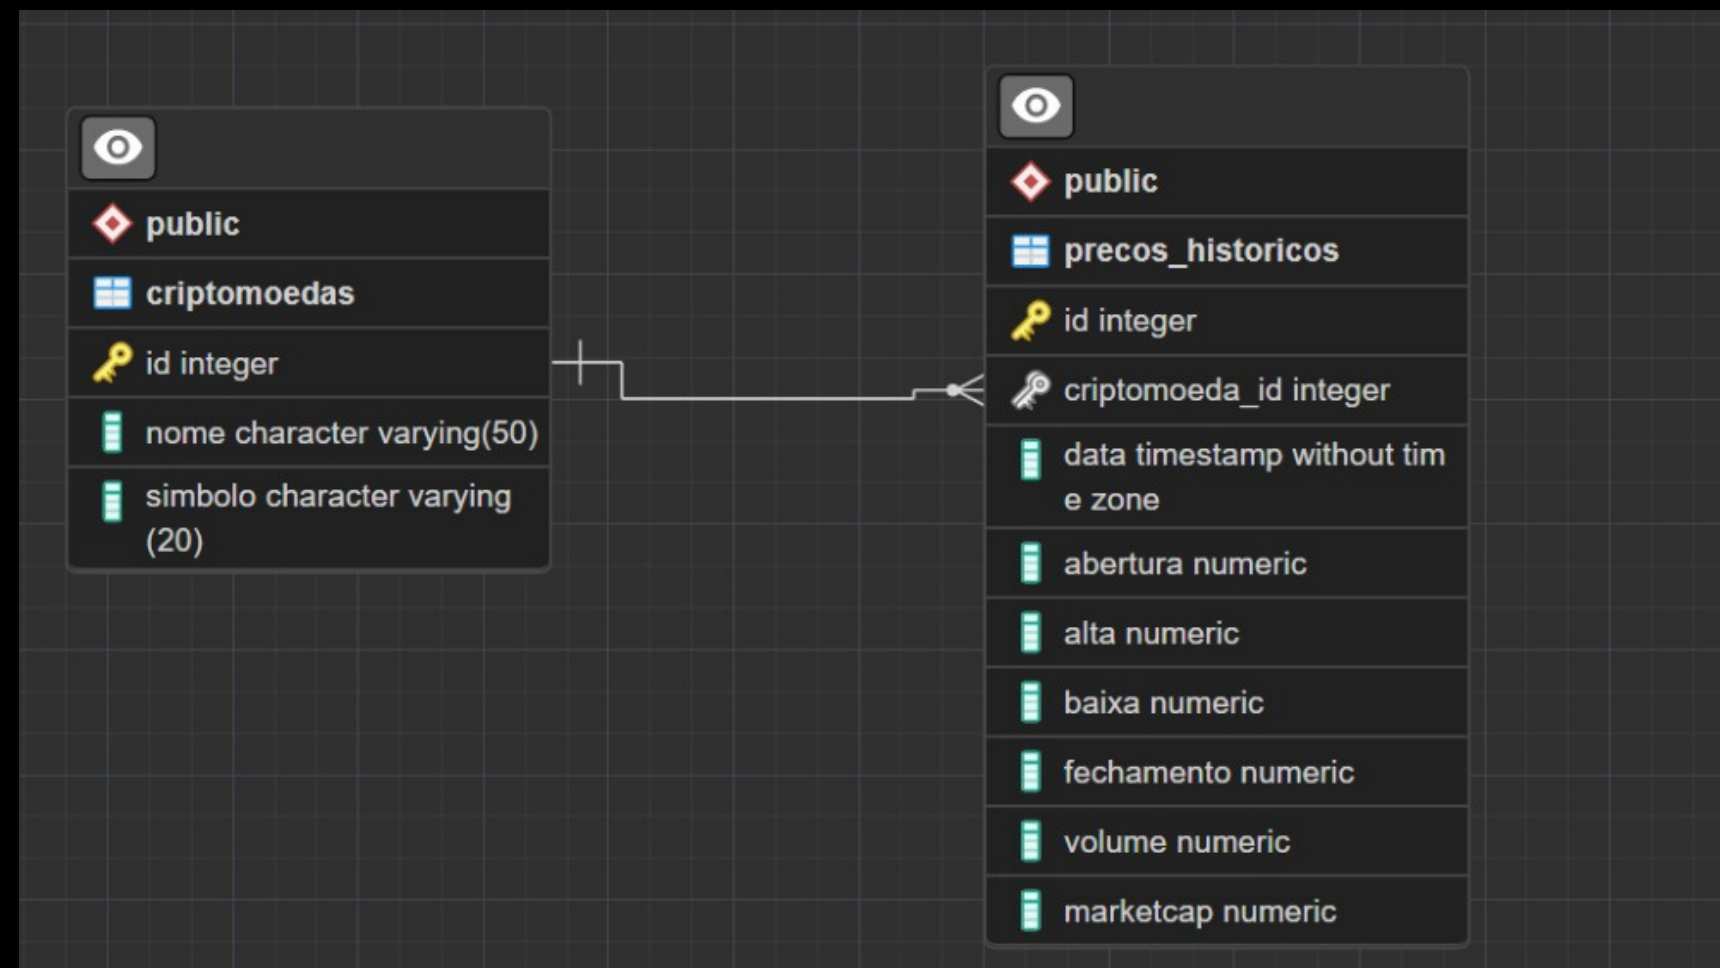 public
criptomoedas
id integer
nome character varying(50)
simbolo character varying
(20)
public
precos_historicos
id integer
criptomoeda_id integer
data timestamp without tim
e zone
abertura numeric
alta numeric
baixa numeric
fechamento numeric
volume numeric
marketcap numeric